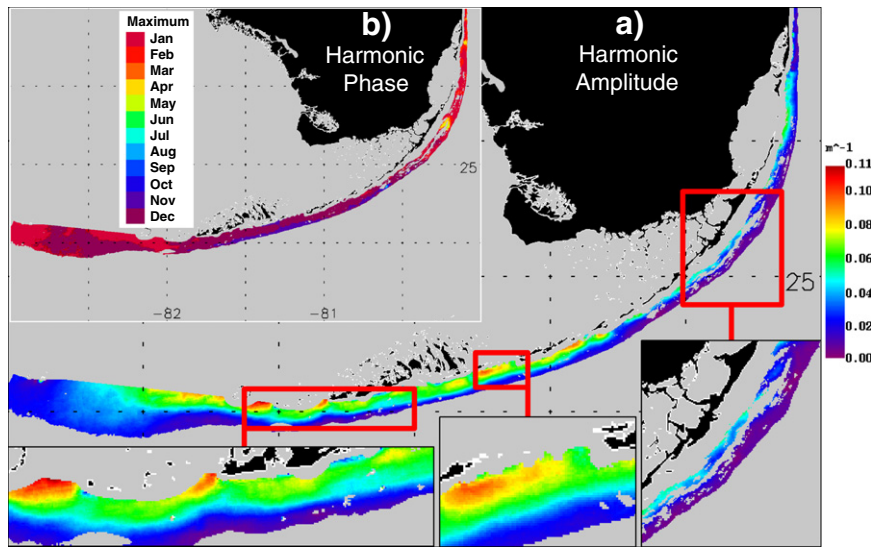 Maximum
Jan
Feb
Mar
Apr
May
Jun
Jul
Aug
Sep
Oct
Nov
Dec
b)
Harmonic
Phase
a)
Harmonic
Amplitude
25
-82
-81
25
m^-1
0.11
0.10
0.08
0.06
0.04
0.02
0.00